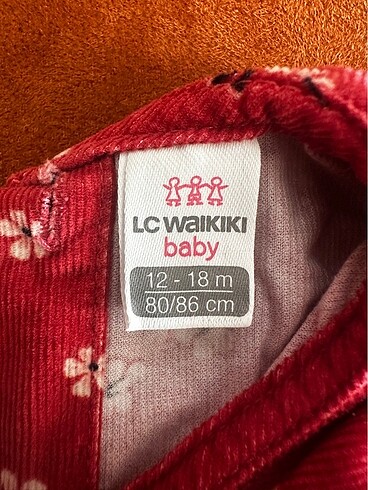 LC WAIKIKI
baby
12 - 18 m
80/86 cm